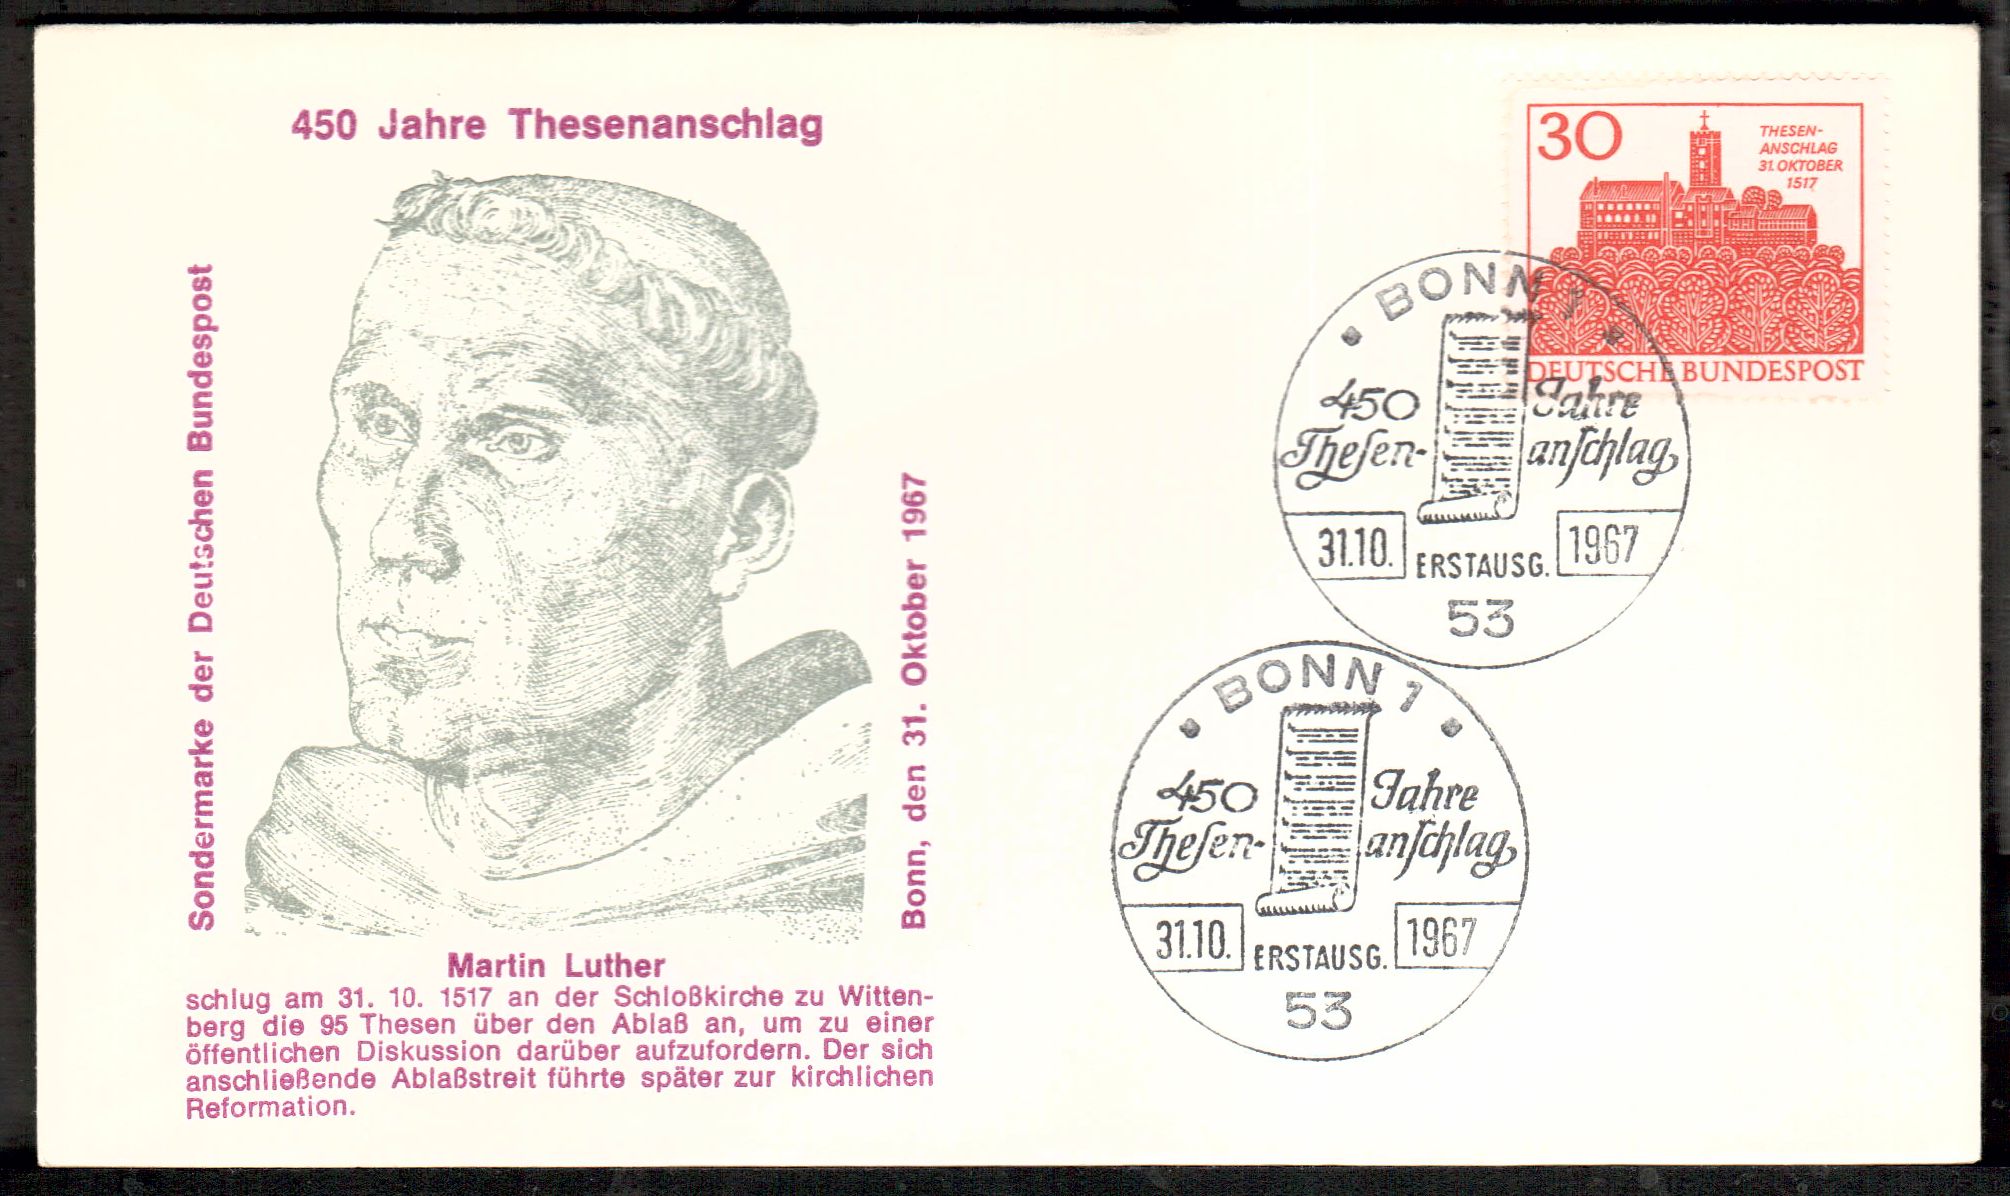 450 Jahre Thesenanschlag
Sondermarke der Deutschen Bundespost
Bonn, den 31. Oktober 1967
Martin Luther
schlug am 31. 10. 1517 an der Schloßkirche zu Witten-
berg die 95 Thesen über den Ablaß an, um zu einer
öffentlichen Diskussion darüber aufzufordern. Der sich
anschließende Ablaßstreit führte später zur kirchlichen
Reformation.
30
THESEN-
ANSCHLAG
31. OKTOBER
1517
DEUTSCHE BUNDESPOST
BONN 1
450 Jahre
Theſen- anſchlag
31.10. ERSTAUSG. 1967
53
BONN 1
450 Jahre
Theſen- anſchlag
31.10. ERSTAUSG. 1967
53